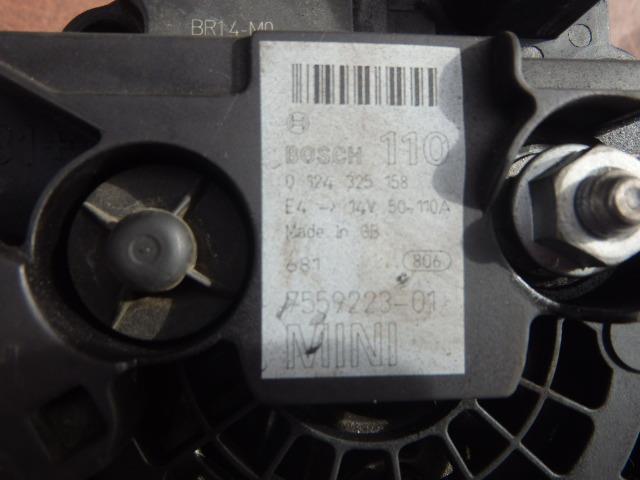 BR14-M0
BOSCH 110
0 124 325 158
E4 -> 14V 50-110A
Made in GB
681 806
7559223-01
MINI